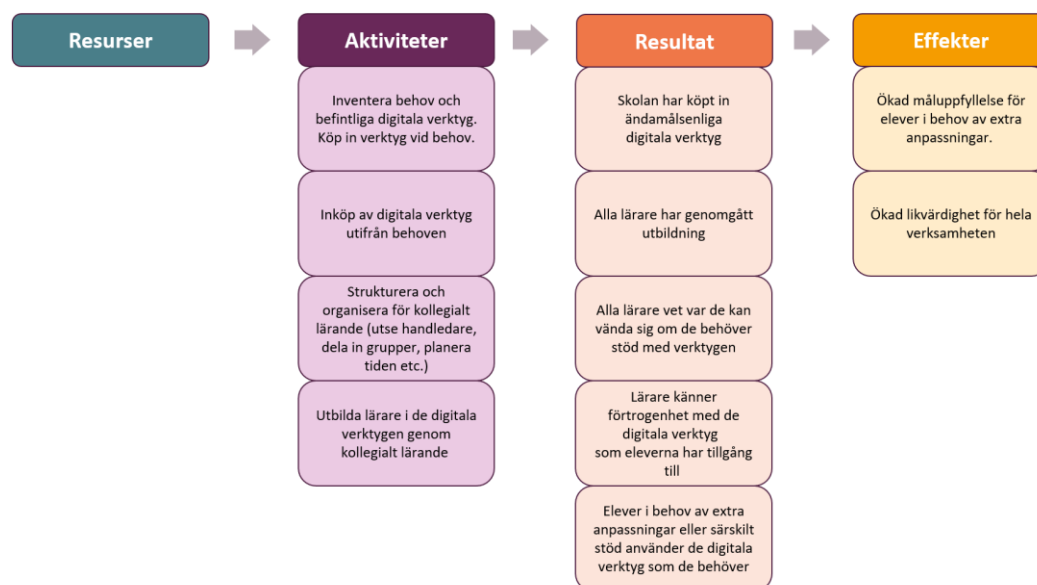 Resurser
Aktiviteter
Resultat
Effekter
Inventera behov och
befintliga digitala verktyg.
Köp in verktyg vid behov.
Inköp av digitala verktyg
utifrån behoven
Strukturera och
organisera för kollegialt
lärande (utse handledare,
dela in grupper, planera
tiden etc.)
Utbilda lärare i de digitala
verktygen genom
kollegialt lärande
Skolan har köpt in
ändamålsenliga
digitala verktyg
Alla lärare har genomgått
utbildning
Alla lärare vet var de kan
vända sig om de behöver
stöd med verktygen
Lärare känner
förtrogenhet med de
digitala verktyg
som eleverna har tillgång
till
Elever i behov av extra
anpassningar eller särskilt
stöd använder de digitala
verktyg som de behöver
Ökad måluppfyllelse för
elever i behov av extra
anpassningar.
Ökad likvärdighet för hela
verksamheten